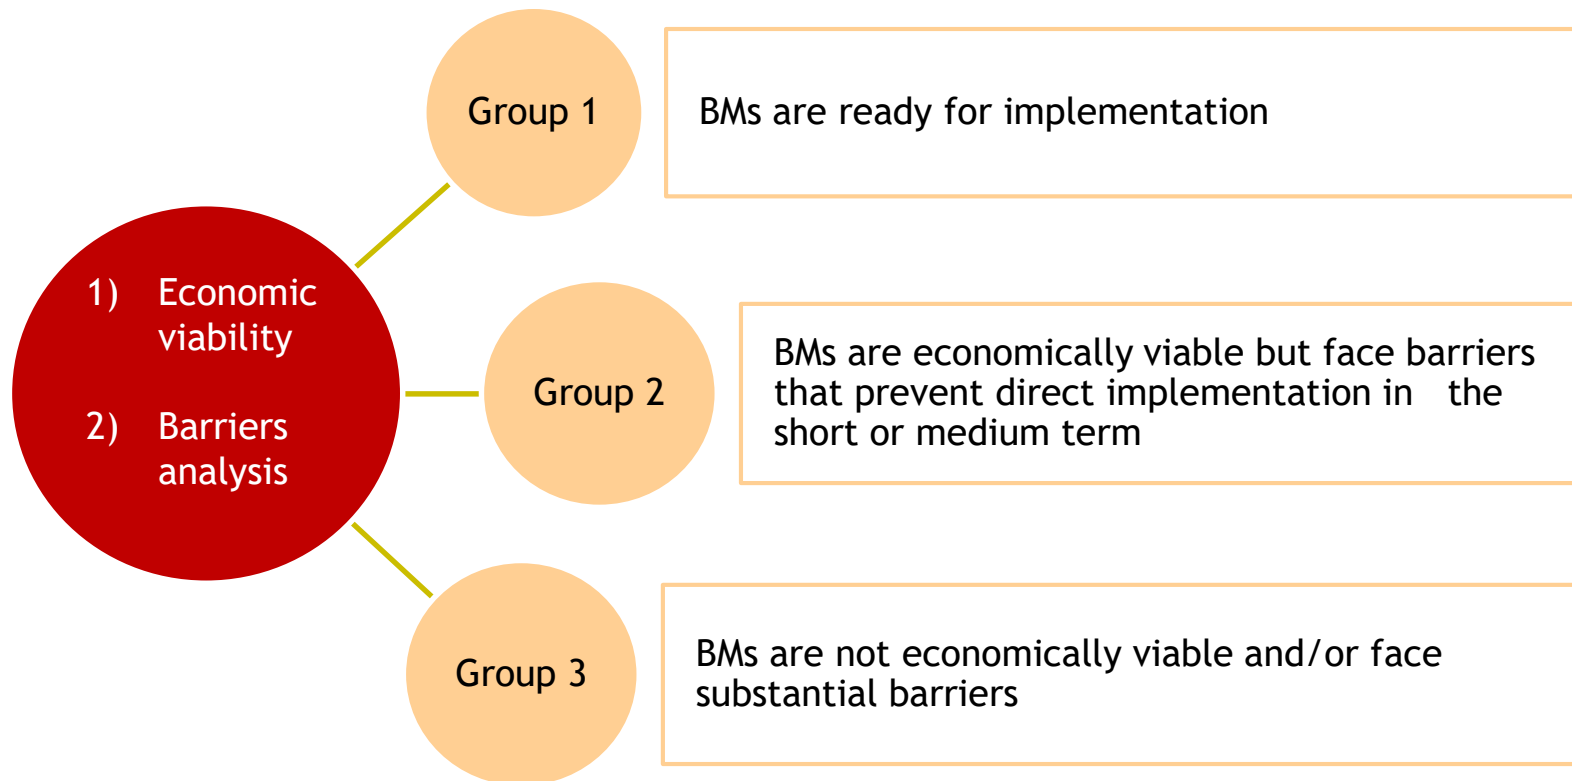 1) Economic
viability
2) Barriers
analysis
Group 1
BMs are ready for implementation
Group 2
BMs are economically viable but face barriers
that prevent direct implementation in the
short or medium term
Group 3
BMs are not economically viable and/or face
substantial barriers